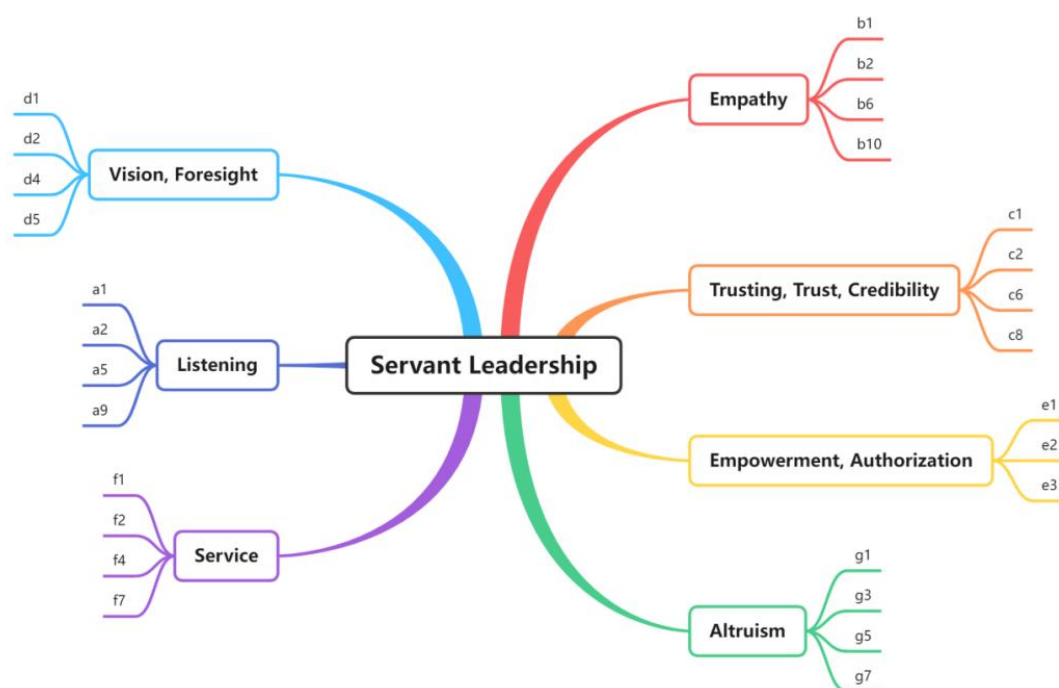 Servant Leadership
Empathy
b1
b2
b6
b10
Trusting, Trust, Credibility
c1
c2
c6
c8
Empowerment, Authorization
e1
e2
e3
Altruism
g1
g3
g5
g7
Vision, Foresight
d1
d2
d4
d5
Listening
a1
a2
a5
a9
Service
f1
f2
f4
f7